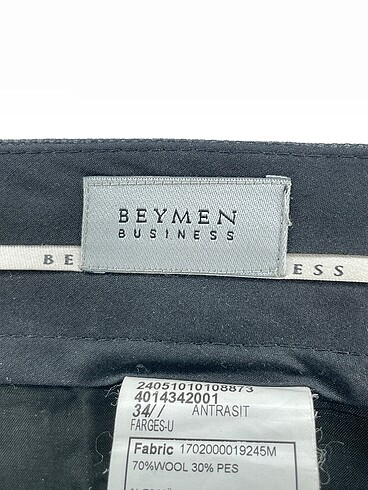 BEYMEN
BUSINESS
BE
ESS
24051010108873
4014342001
34// ANTRASIT
FARGES-U
Fabric 1702000019245M
70%WOOL 30% PES